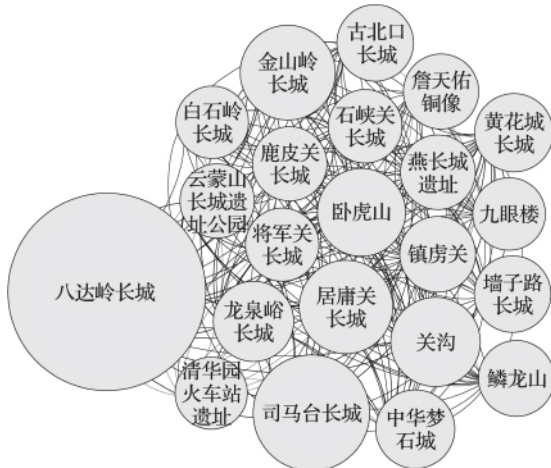 古北口
长城
金山岭
长城
詹天佑
铜像
白石岭
长城
石峡关
长城
黄花城
长城
鹿皮关
长城
燕长城
遗址
云蒙山
长城遗
址公园
卧虎山
九眼楼
将军关
长城
镇虏关
八达岭长城
墙子路
长城
龙泉峪
长城
居庸关
长城
关沟
清华园
火车站
遗址
鳞龙山
司马台长城
中华梦
石城